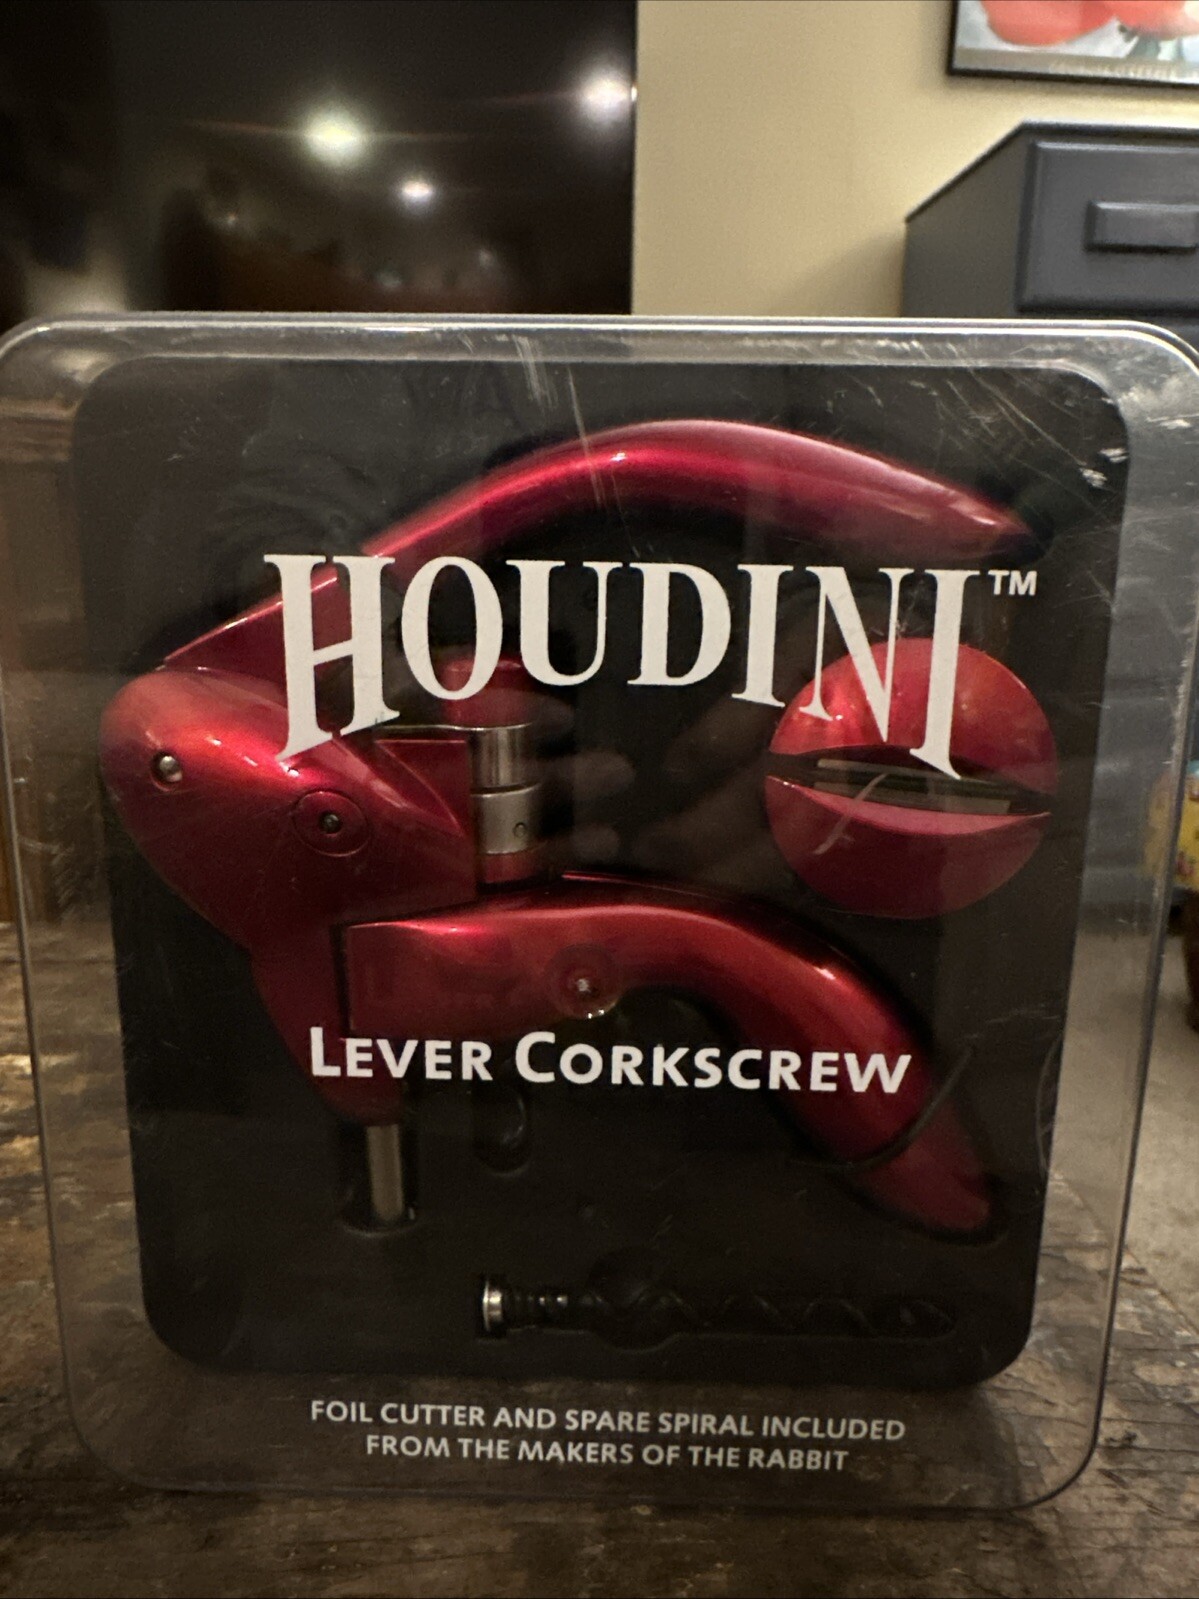 HOUDINI™
LEVER CORKSCREW
FOIL CUTTER AND SPARE SPIRAL INCLUDED
FROM THE MAKERS OF THE RABBIT